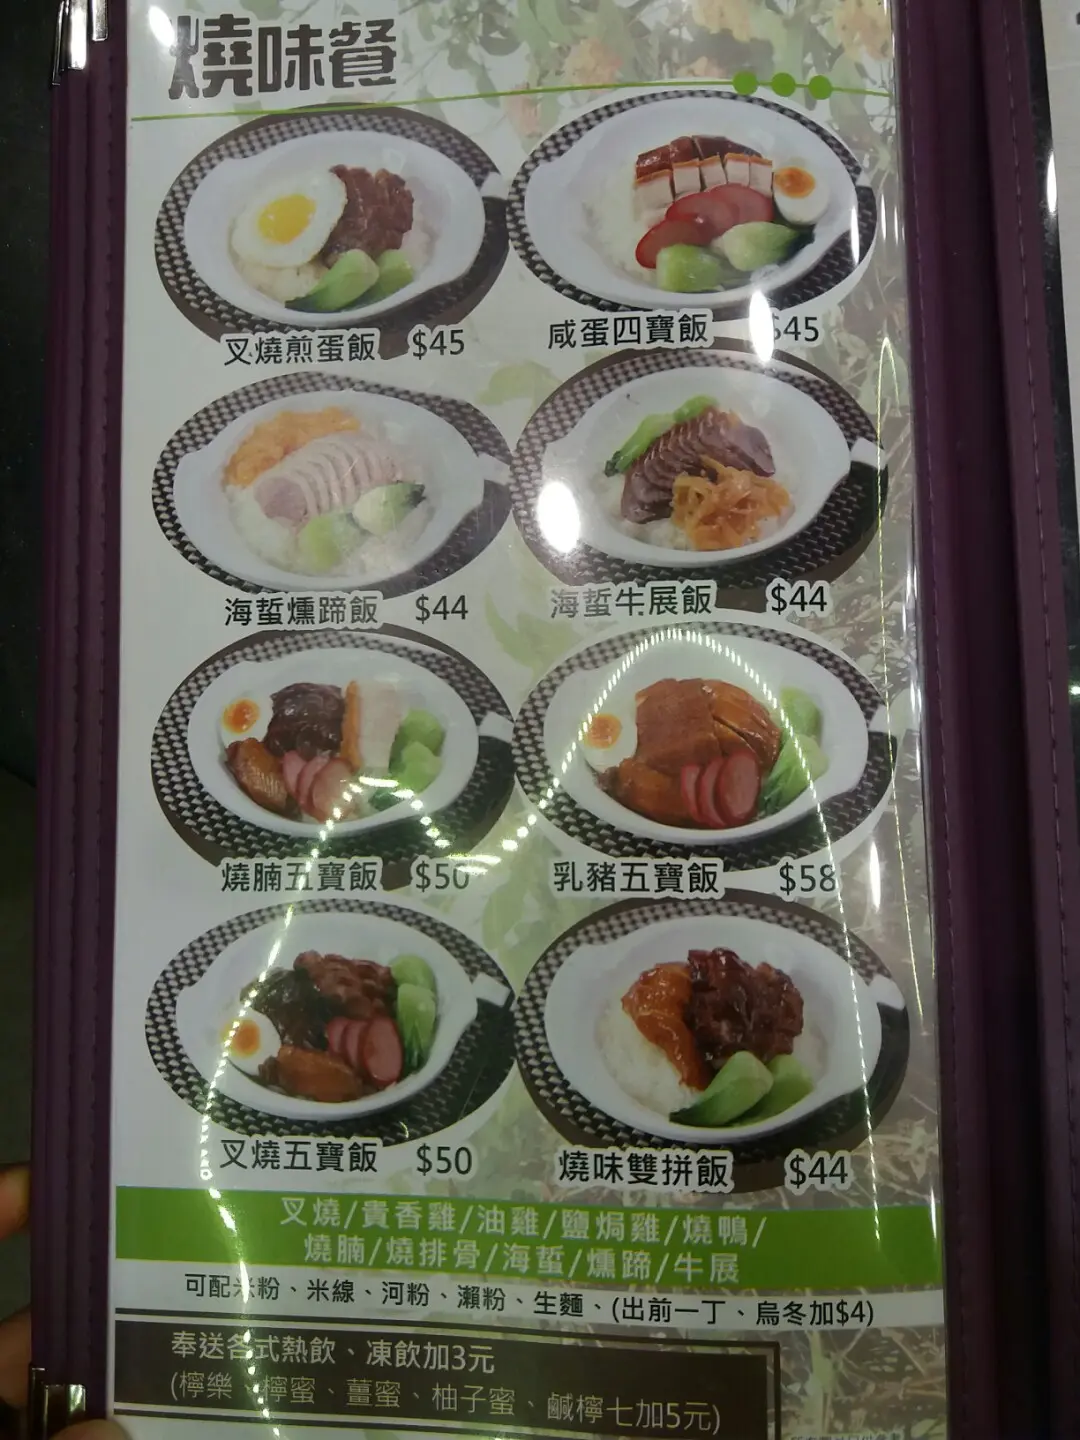 燒味餐
叉燒煎蛋飯 $45
咸蛋四寶飯 $45
海蜇燻蹄飯 $44
海蜇牛展飯 $44
燒腩五寶飯 $50
乳豬五寶飯 $58
叉燒五寶飯 $50
燒味雙拼飯 $44
叉燒/貴香雞/油雞/鹽焗雞/燒鴨/
燒腩/燒排骨/海蜇/燻蹄/牛展
可配米粉、米線、河粉、瀨粉、生麵、(出前一丁、烏冬加$4)
奉送各式熱飲、凍飲加3元
(檸樂、檸蜜、薑蜜、柚子蜜、鹹檸七加5元)